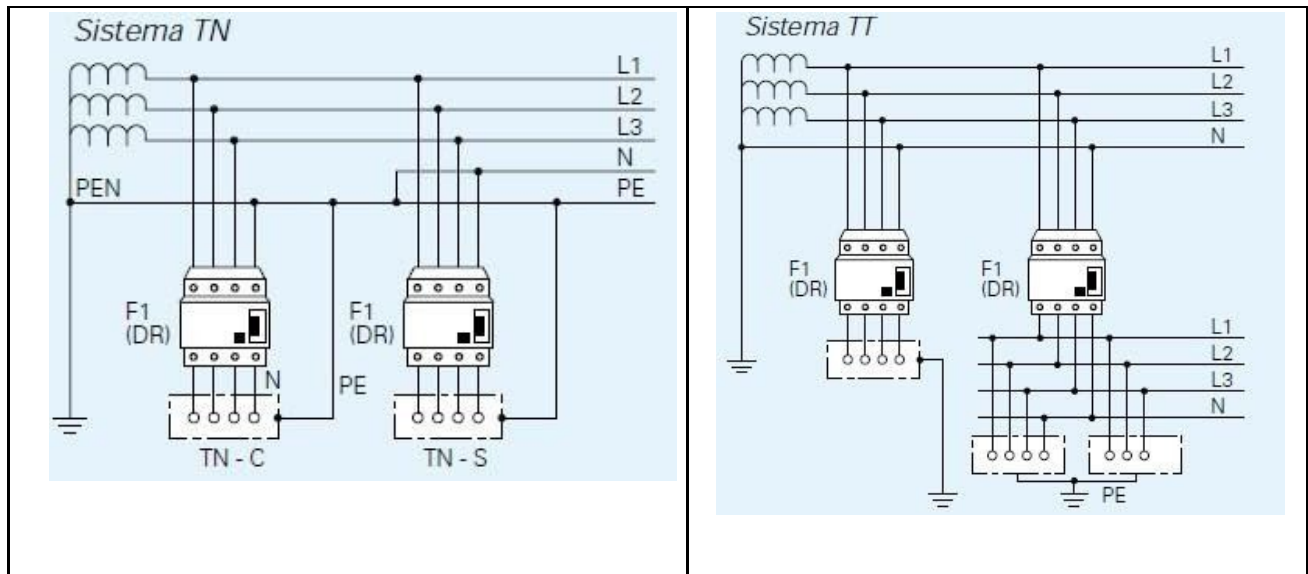 Sistema TN
L1
L2
L3
N
PEN
PE
F1
(DR)
F1
(DR)
N
PE
TN - C
TN - S
Sistema TT
L1
L2
L3
N
F1
(DR)
F1
(DR)
L1
L2
L3
N
PE